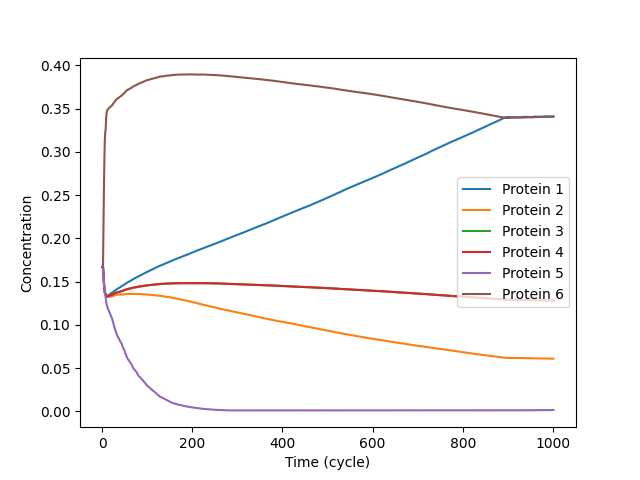 0.40
0.35
0.30
0.25
0.20
0.15
0.10
0.05
0.00
Concentration
Protein 1
Protein 2
Protein 3
Protein 4
Protein 5
Protein 6
0 200 400 600 800 1000
Time (cycle)